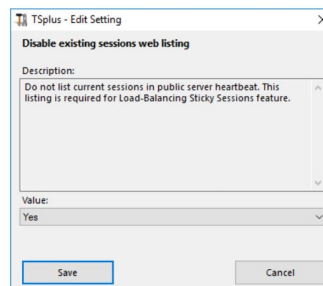 TSplus - Edit Setting
Disable existing sessions web listing
Description:
Do not list current sessions in public server heartbeat. This
listing is required for Load-Balancing Sticky Sessions feature.
Value:
Yes
Save Cancel